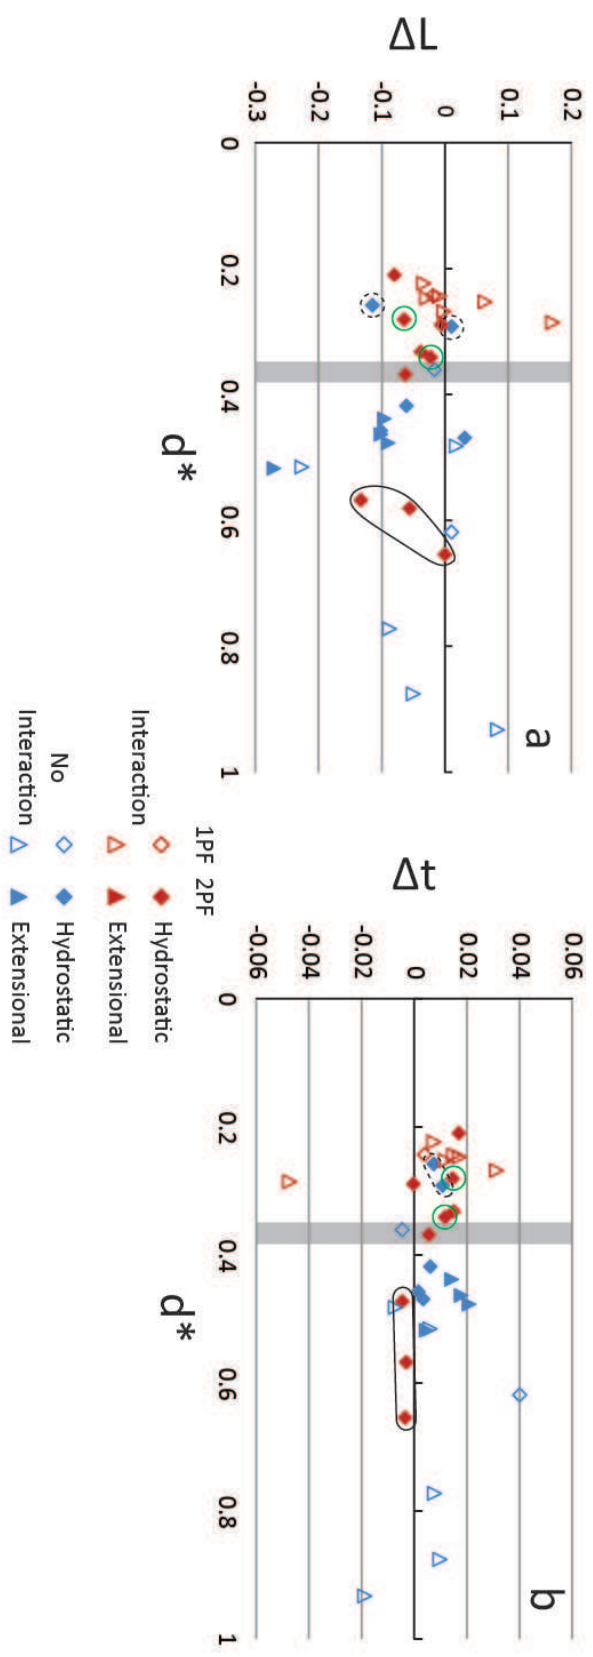 a
ΔL
0.2
0.1
0
-0.1
-0.2
-0.3
0 0.2 0.4 0.6 0.8 1
d*
b
Δt
0.06
0.04
0.02
0
-0.02
-0.04
-0.06
0 0.2 0.4 0.6 0.8 1
d*
1PF 2PF
Interaction Hydrostatic
Extensional
No Hydrostatic
Interaction Extensional